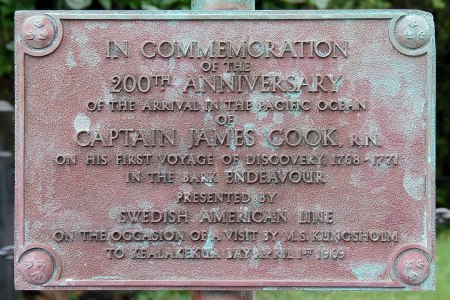 IN COMMEMORATION
OF THE
200TH ANNIVERSARY
OF THE ARRIVAL IN THE PACIFIC OCEAN
OF
CAPTAIN JAMES COOK, R.N.
ON HIS FIRST VOYAGE OF DISCOVERY, 1768-1771
IN THE BARK ENDEAVOUR
PRESENTED BY
SWEDISH AMERICAN LINE
ON THE OCCASION OF A VISIT BY M.S. KUNGSHOLM
TO KEALAKEKUA BAY APRIL 1ST 1969